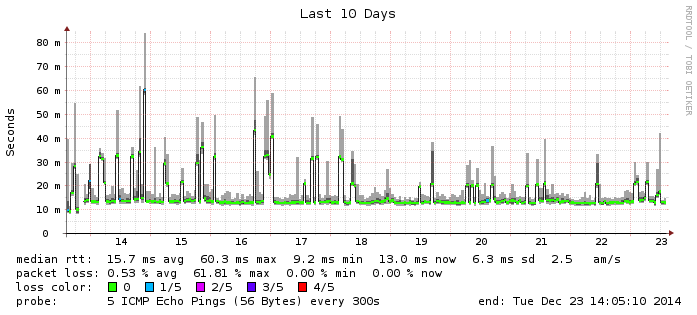 Last 10 Days
RRDTOOL / TOBI OETIKER
Seconds
80 m
70 m
60 m
50 m
40 m
30 m
20 m
10 m
0
14 15 16 17 18 19 20 21 22 23
median rtt: 15.7 ms avg 60.3 ms max 9.2 ms min 13.0 ms now 6.3 ms sd 2.5 am/s
packet loss: 0.53 % avg 61.81 % max 0.00 % min 0.00 % now
loss color: 0 1/5 2/5 3/5 4/5
probe: 5 ICMP Echo Pings (56 Bytes) every 300s end: Tue Dec 23 14:05:10 2014